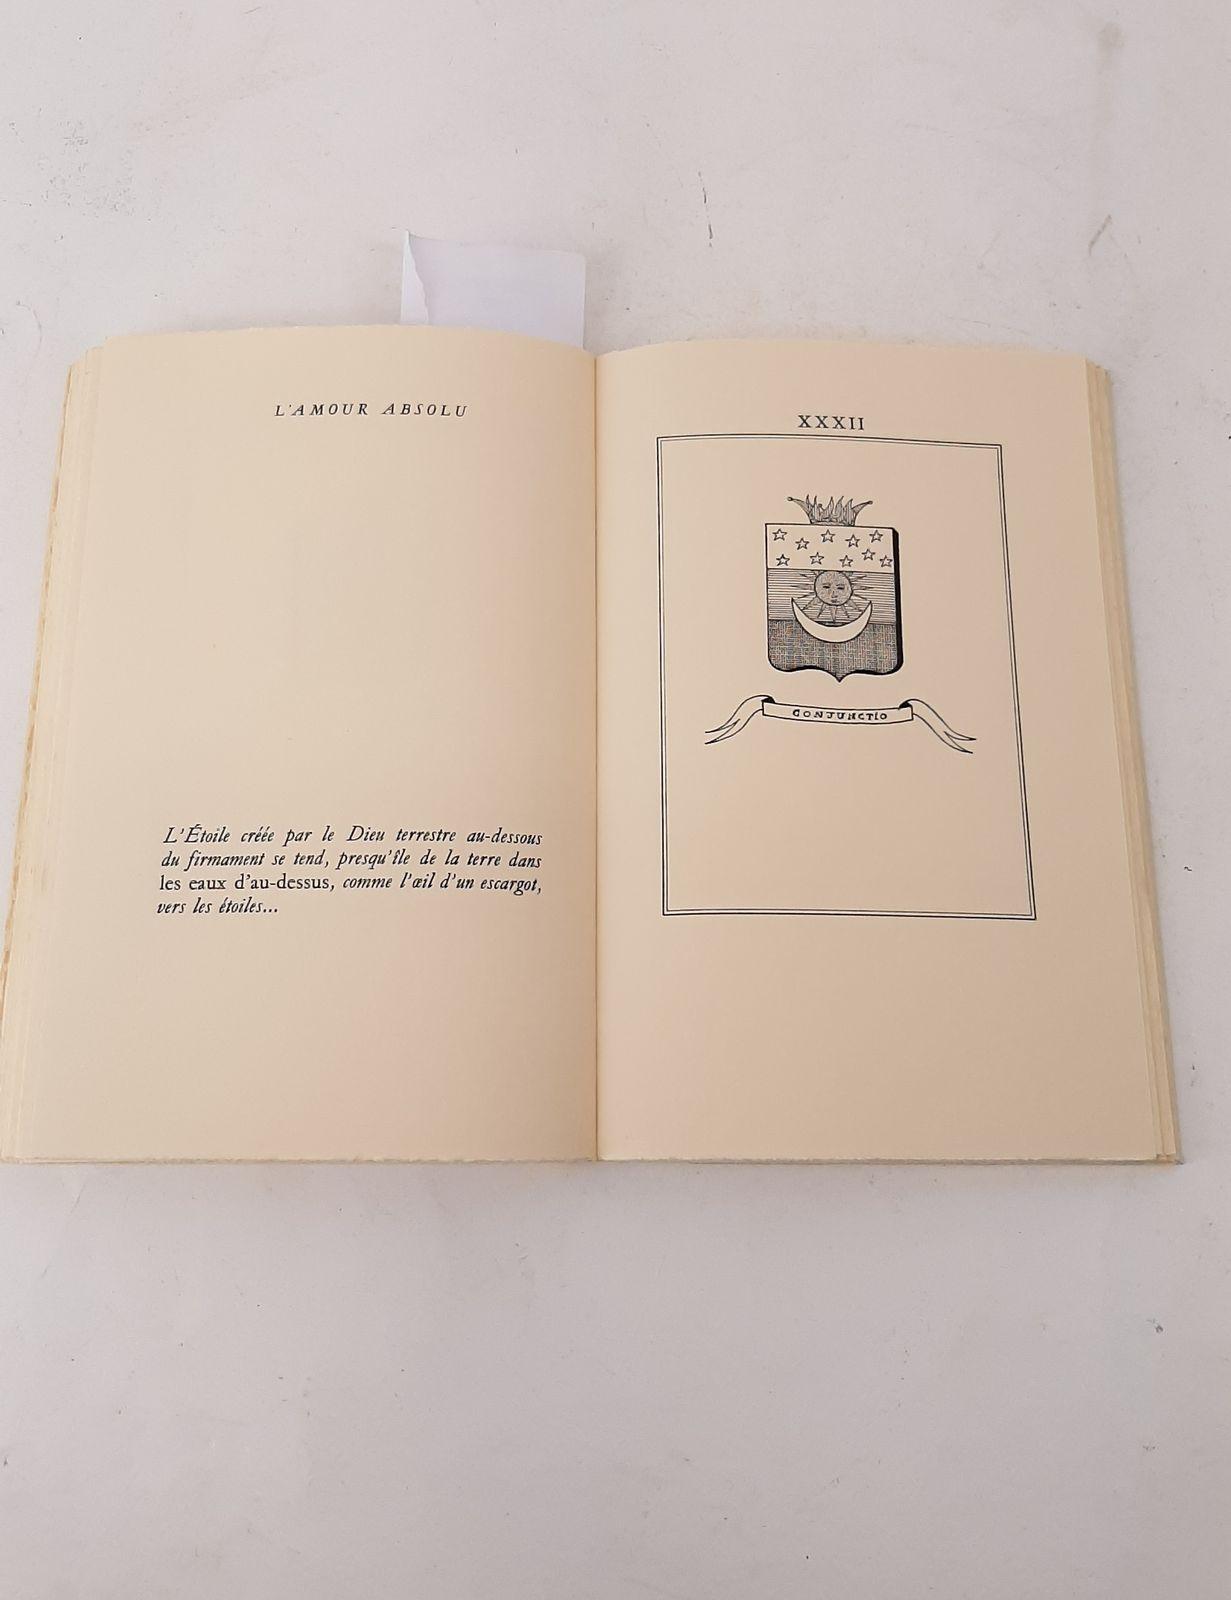 L'AMOUR ABSOLU
L'Étoile créée par le Dieu terrestre au-dessous
du firmament se tend, presqu'île de la terre dans
les eaux d'au-dessus, comme l'œil d'un escargot,
vers les étoiles...
XXXII
CONJUNCTIO